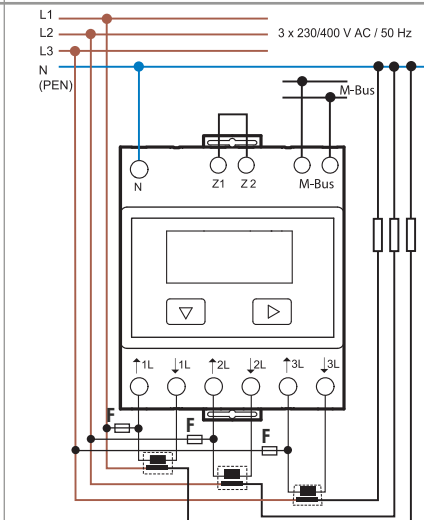 L1
L2
3 x 230/400 V AC / 50 Hz
L3
N
(PEN)
M-Bus
N
Z1
Z2
M-Bus
↑1L
↓1L
↑2L
↓2L
↑3L
↓3L
F
F
F